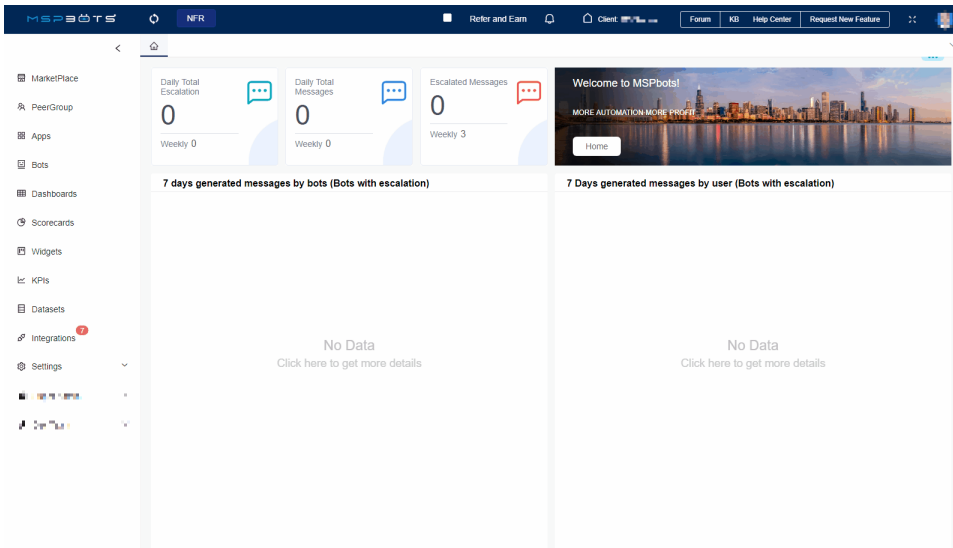 MSPBOTS
NFR
Refer and Earn
Client:
Forum
KB
Help Center
Request New Feature
MarketPlace
PeerGroup
Apps
Bots
Dashboards
Scorecards
Widgets
KPIs
Datasets
Integrations
7
Settings
Daily Total
Escalation
0
Weekly 0
Daily Total
Messages
0
Weekly 0
Escalated Messages
0
Weekly 3
Welcome to MSPbots!
MORE AUTOMATION-MORE PROFIT
Home
7 days generated messages by bots (Bots with escalation)
No Data
Click here to get more details
7 Days generated messages by user (Bots with escalation)
No Data
Click here to get more details